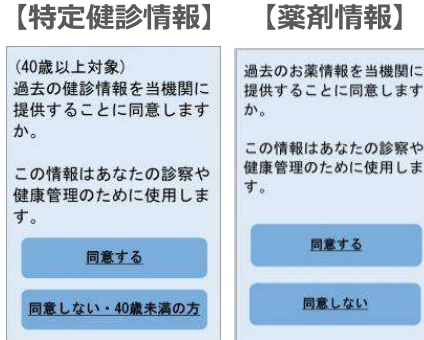 【特定健診情報】
(40歳以上対象)
過去の健診情報を当機関に
提供することに同意します
か。
この情報はあなたの診察や
健康管理のために使用しま
す。
同意する
同意しない・40歳未満の方
【薬剤情報】
過去のお薬情報を当機関に
提供することに同意します
か。
この情報はあなたの診察や
健康管理のために使用しま
す。
同意する
同意しない